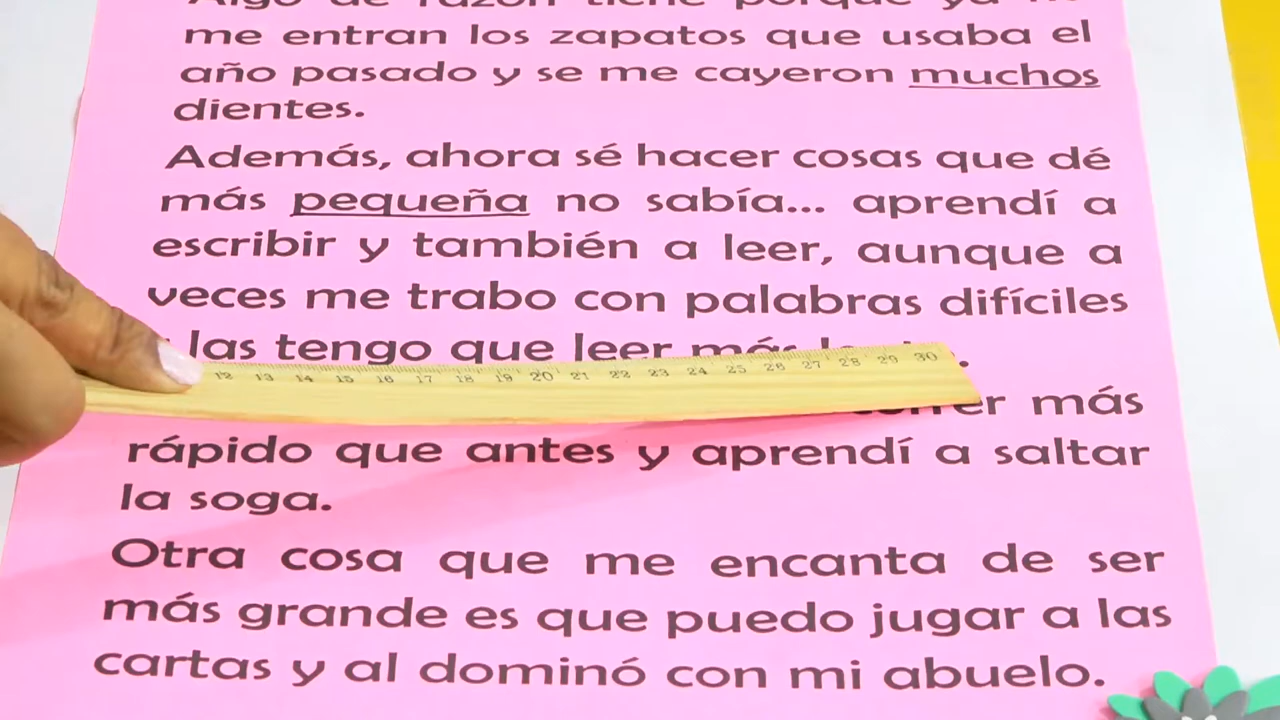 me entran los zapatos que usaba el
año pasado y se me cayeron muchos
dientes.
Además, ahora sé hacer cosas que dé
más pequeña no sabía... aprendí a
escribir y también a leer, aunque a
veces me trabo con palabras difíciles
las tengo que leer más
12 13 14 15 16 17 18 19 20 21 22 23 24 25 26 27 28 29 30
más
rápido que antes y aprendí a saltar
la soga.
Otra cosa que me encanta de ser
más grande es que puedo jugar a las
cartas y al dominó con mi abuelo.